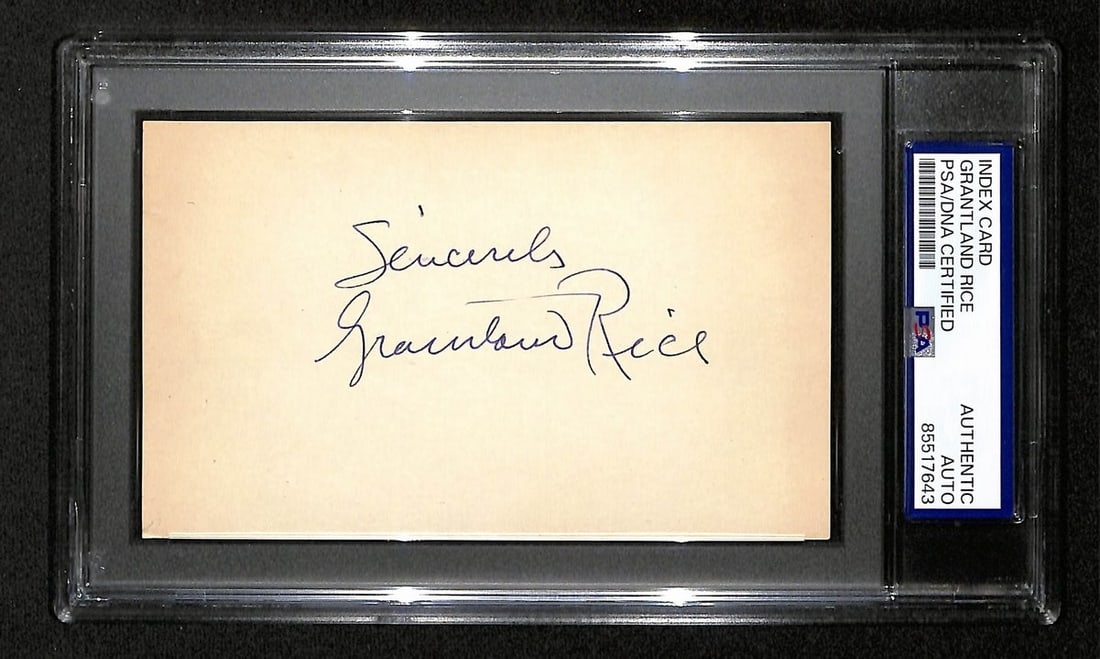 Sincerely
Grantland Rice
INDEX CARD
GRANTLAND RICE
PSA/DNA CERTIFIED
PSA
AUTHENTIC
AUTO
85517643